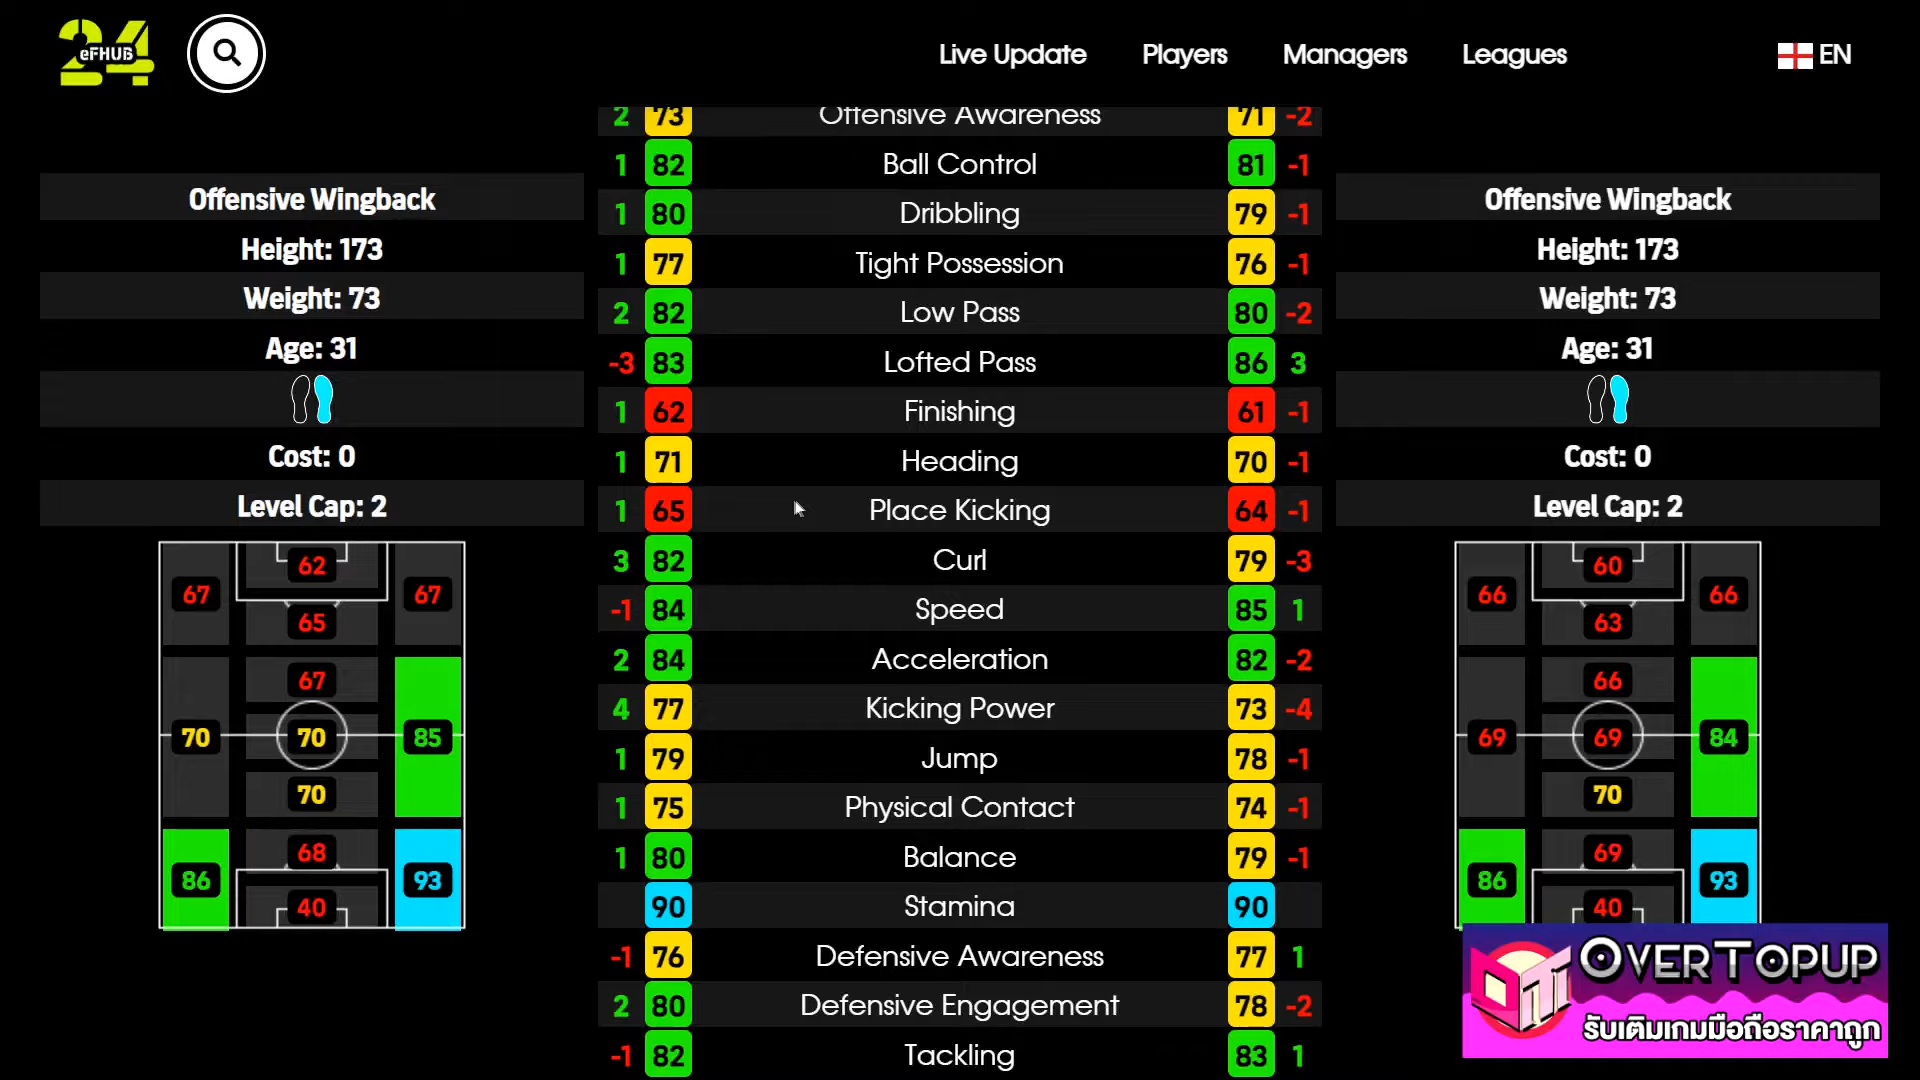 24
eFHUB
Live Update
Players
Managers
Leagues
EN
2 73 Offensive Awareness 71 -2
1 82 Ball Control 81 -1
1 80 Dribbling 79 -1
1 77 Tight Possession 76 -1
2 82 Low Pass 80 -2
-3 83 Lofted Pass 86 3
1 62 Finishing 61 -1
1 71 Heading 70 -1
1 65 Place Kicking 64 -1
3 82 Curl 79 -3
-1 84 Speed 85 1
2 84 Acceleration 82 -2
4 77 Kicking Power 73 -4
1 79 Jump 78 -1
1 75 Physical Contact 74 -1
1 80 Balance 79 -1
90 Stamina 90
-1 76 Defensive Awareness 77 1
2 80 Defensive Engagement 78 -2
-1 82 Tackling 83 1
Offensive Wingback
Height: 173
Weight: 73
Age: 31
Cost: 0
Level Cap: 2
62
67 67
65
67
70 70 85
70
68
86 93
40
Offensive Wingback
Height: 173
Weight: 73
Age: 31
Cost: 0
Level Cap: 2
60
66 66
63
66
69 69 84
70
69
86 93
40
OVERTOPUP
รับเติมเกมมือถือราคาถูก